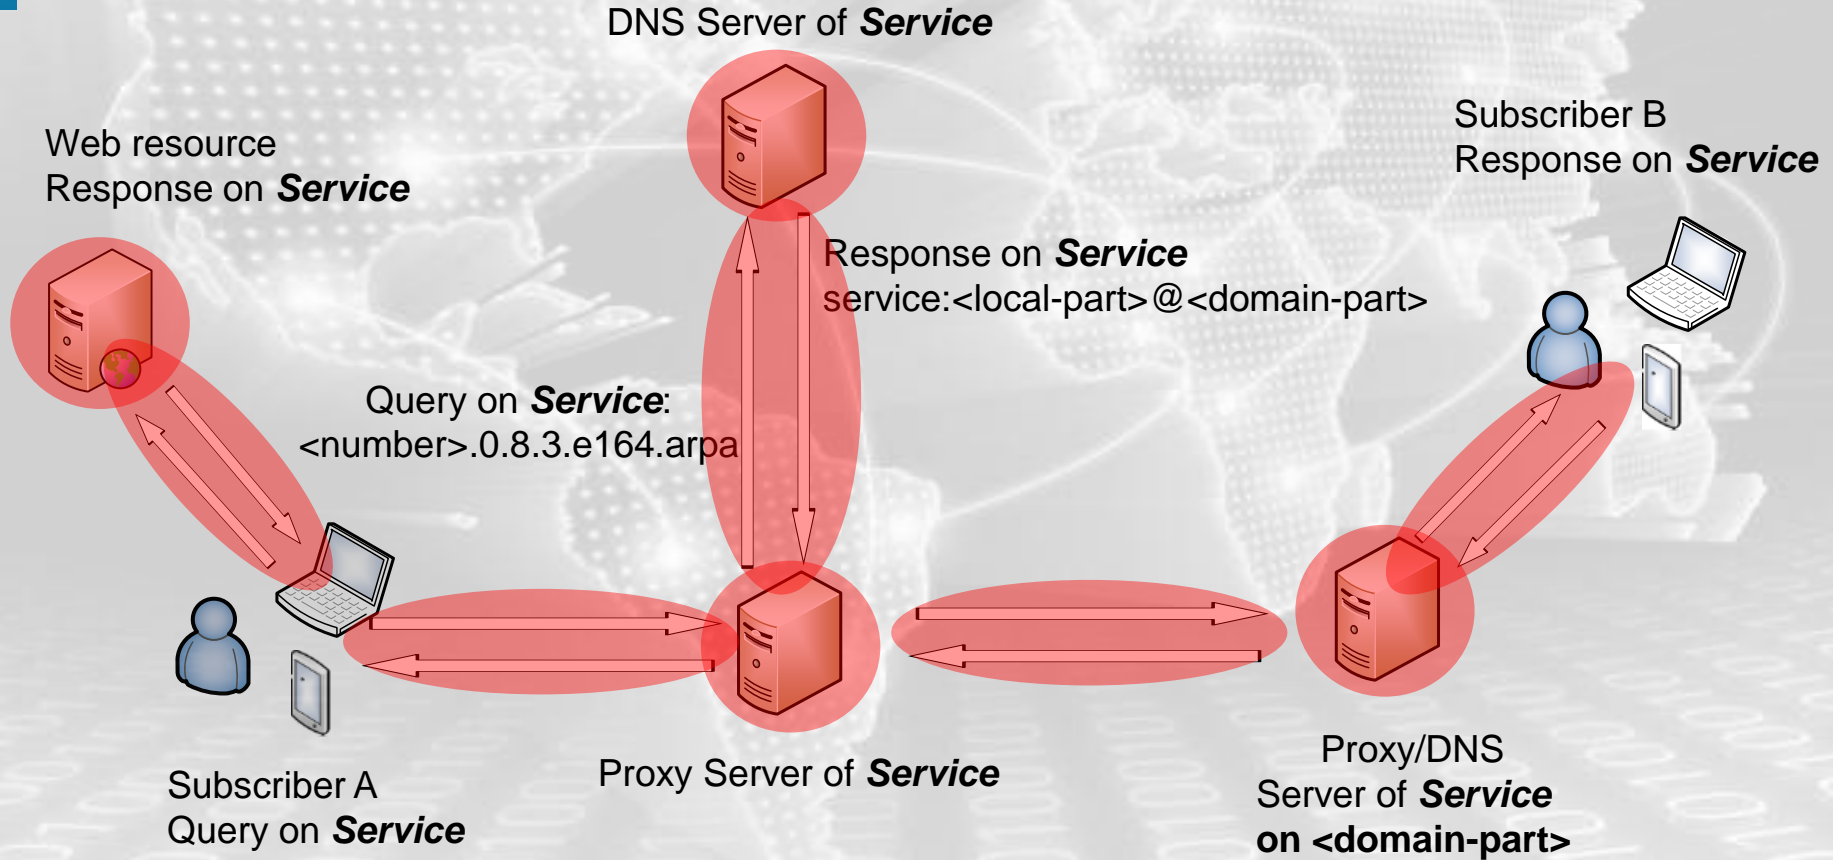 DNS Server of Service
Web resource
Response on Service
Subscriber B
Response on Service
Response on Service
service:<local-part>@<domain-part>
Query on Service:
<number>.0.8.3.e164.arpa
Subscriber A
Query on Service
Proxy Server of Service
Proxy/DNS
Server of Service
on <domain-part>